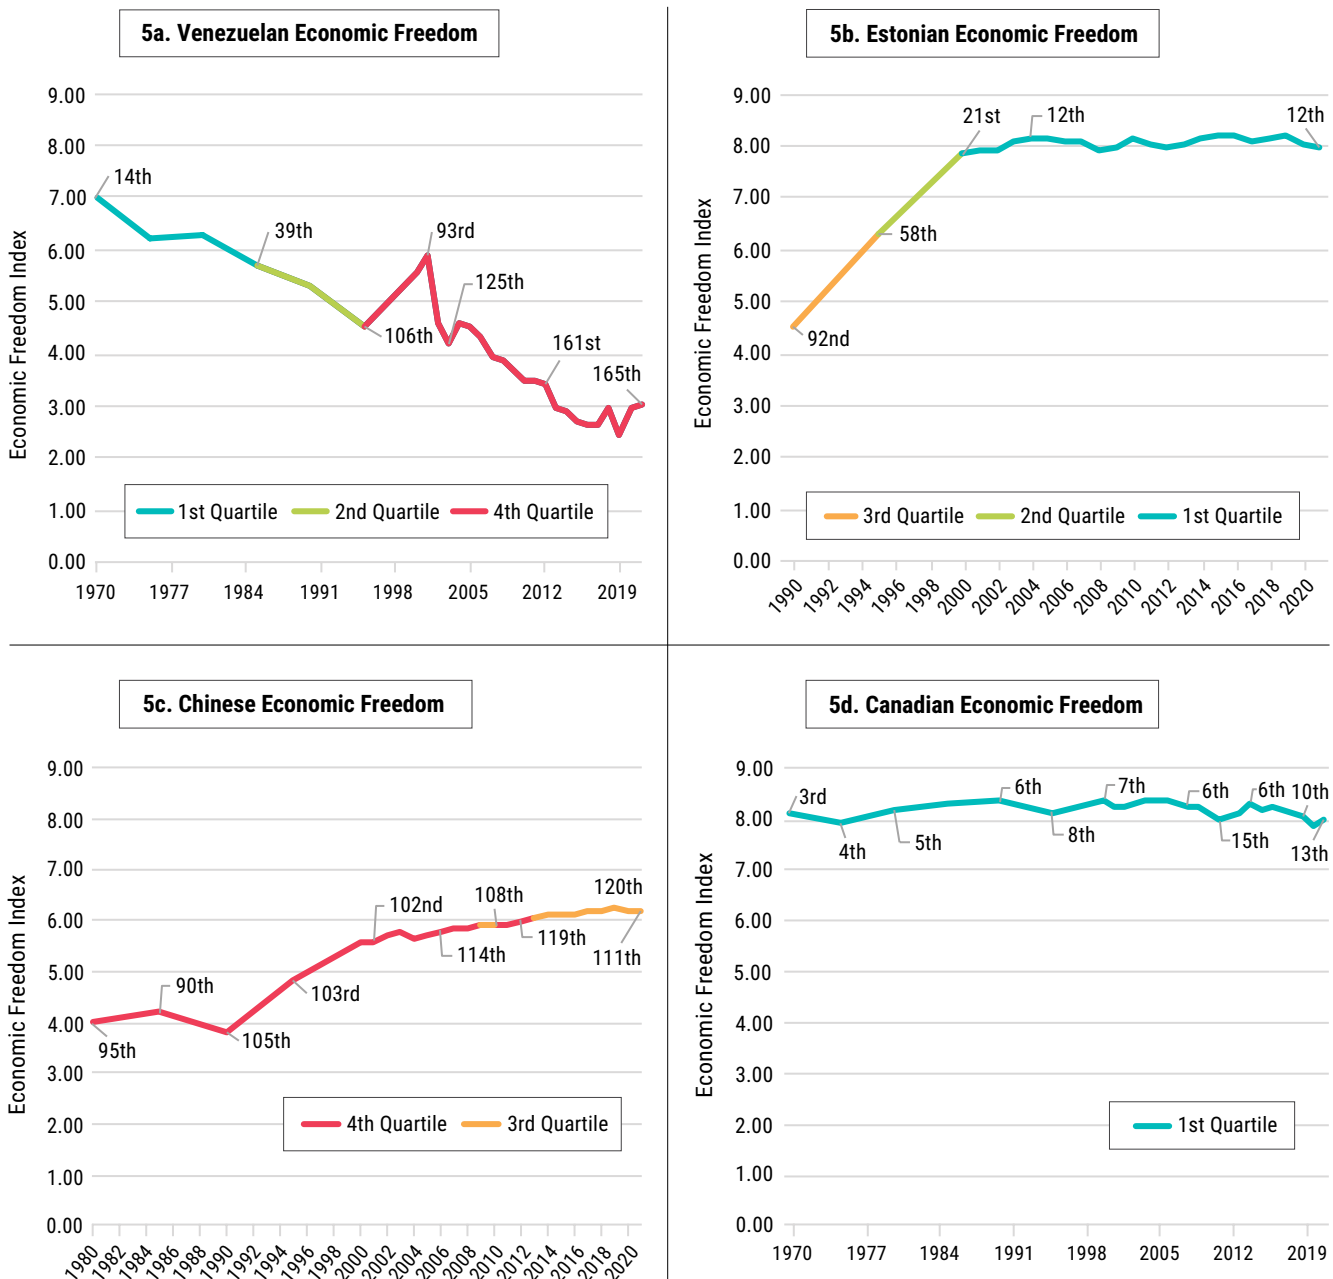 5a. Venezuelan Economic Freedom
Economic Freedom Index
9.00
8.00
7.00
6.00
5.00
4.00
3.00
2.00
1.00
0.00
14th
39th
93rd
125th
106th
161st
165th
1st Quartile 2nd Quartile 4th Quartile
1970 1977 1984 1991 1998 2005 2012 2019
5b. Estonian Economic Freedom
Economic Freedom Index
9.00
8.00
7.00
6.00
5.00
4.00
3.00
2.00
1.00
0.00
21st 12th 12th
58th
92nd
3rd Quartile 2nd Quartile 1st Quartile
1990 1992 1994 1996 1998 2000 2002 2004 2006 2008 2010 2012 2014 2016 2018 2020
5c. Chinese Economic Freedom
Economic Freedom Index
9.00
8.00
7.00
6.00
5.00
4.00
3.00
2.00
1.00
0.00
120th
108th
102nd
119th
114th
111th
103rd
90th
105th
95th
4th Quartile 3rd Quartile
1980 1982 1984 1986 1988 1990 1992 1994 1996 1998 2000 2002 2004 2006 2008 2010 2012 2014 2016 2018 2020
5d. Canadian Economic Freedom
Economic Freedom Index
9.00
8.00
7.00
6.00
5.00
4.00
3.00
2.00
1.00
0.00
3rd 6th 7th 6th 6th 10th
4th 5th 8th 15th 13th
1st Quartile
1970 1977 1984 1991 1998 2005 2012 2019